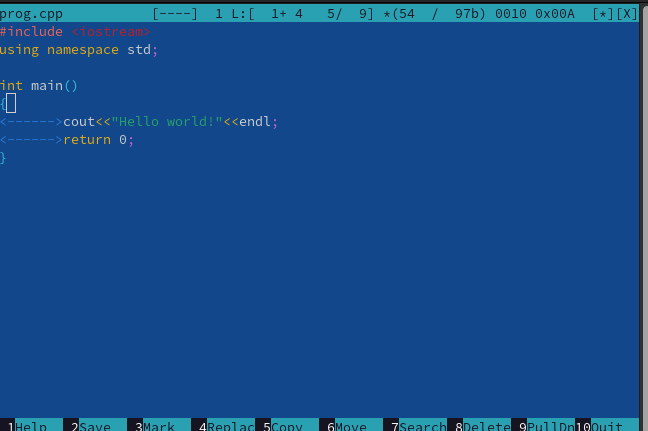 prog.cpp [----] 1 L:[ 1+ 4 5/ 9] *(54 / 97b) 0010 0x00A [*][X]
#include <iostream>
using namespace std;
int main()
{
<------>cout<<"Hello world!"<<endl;
<------>return 0;
}
1Help 2Save 3Mark 4Replac 5Copy 6Move 7Search 8Delete 9PullDn 10Quit